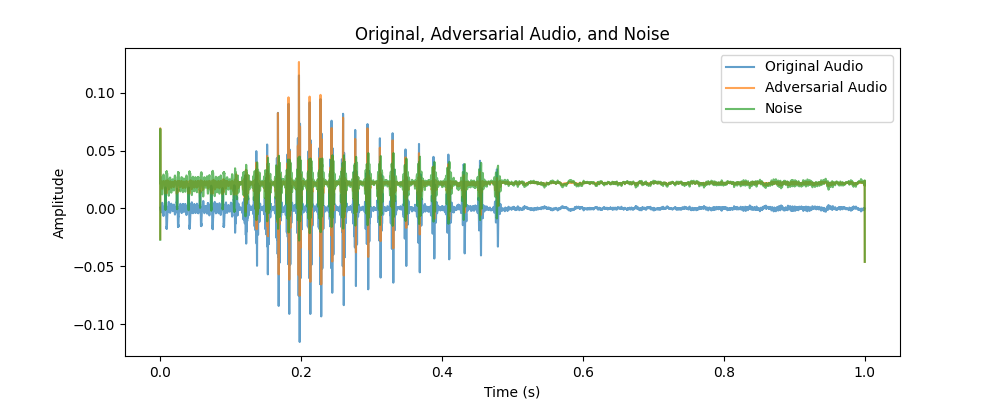 Original, Adversarial Audio, and Noise
Original Audio
Adversarial Audio
Noise
Amplitude
0.10
0.05
0.00
−0.05
−0.10
0.0
0.2
0.4
0.6
0.8
1.0
Time (s)